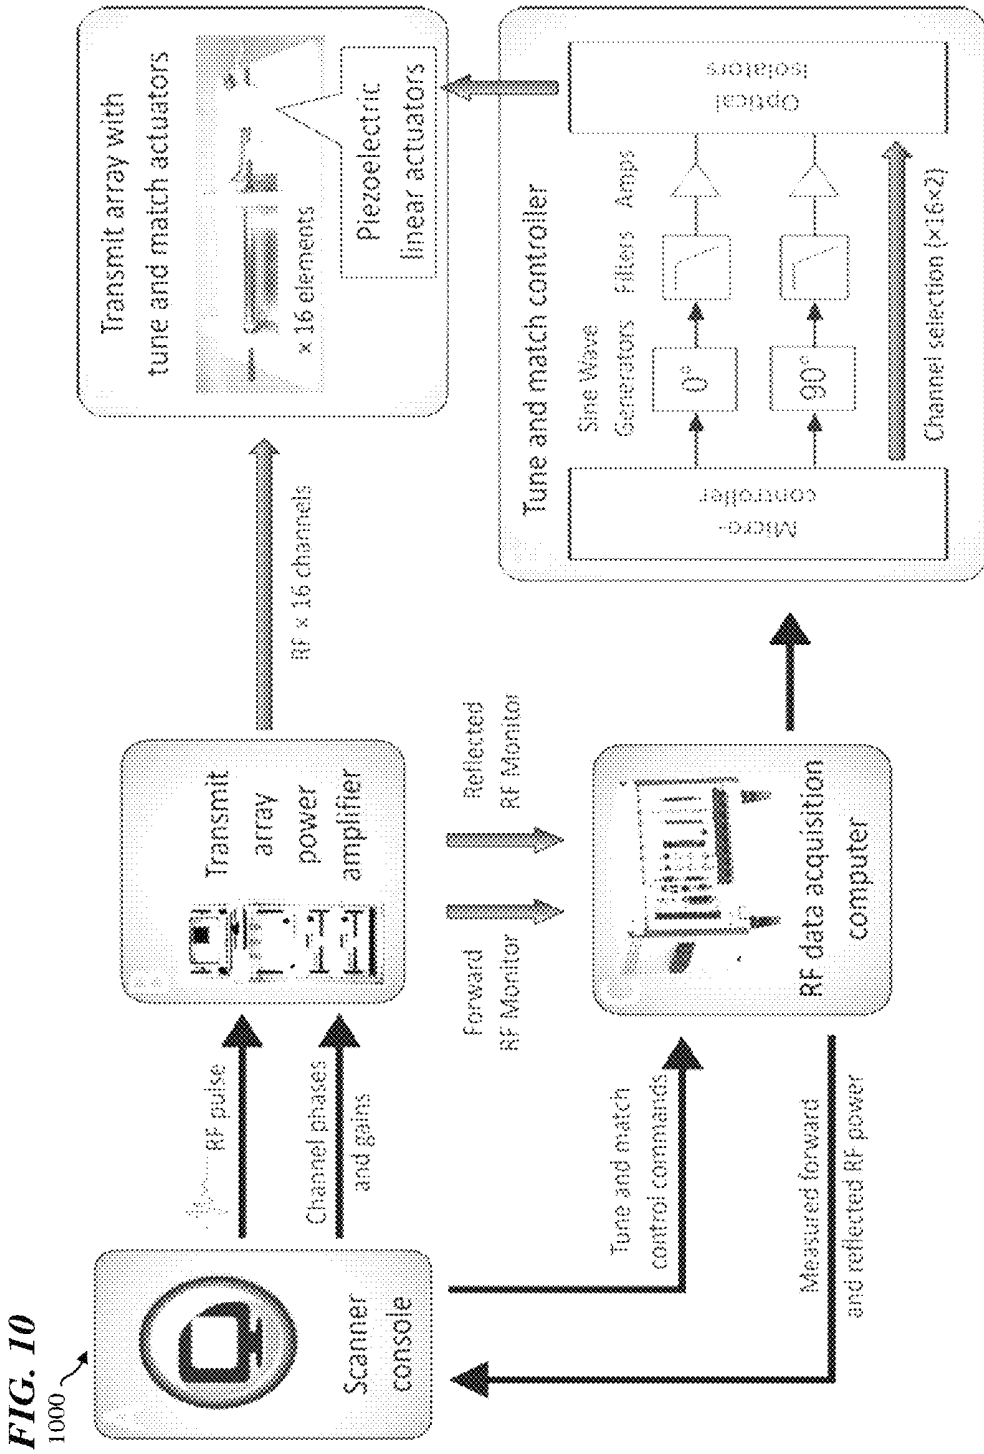 FIG. 10
1000
Scanner
console
RF pulse
Channel phases
and gains
Tune and match
control commands
Measured forward
and reflected RF power
Transmit
array
power
amplifier
Forward
RF Monitor
Reflected
RF Monitor
RF data acquisition
computer
RF × 16 channels
Transmit array with
tune and match actuators
× 16 elements
Piezoelectric
linear actuators
Tune and match controller
Micro-
controller
Sine Wave
Generators
0°
90°
Filters
Amps
Optical
Isolators
Channel selection (×16×2)